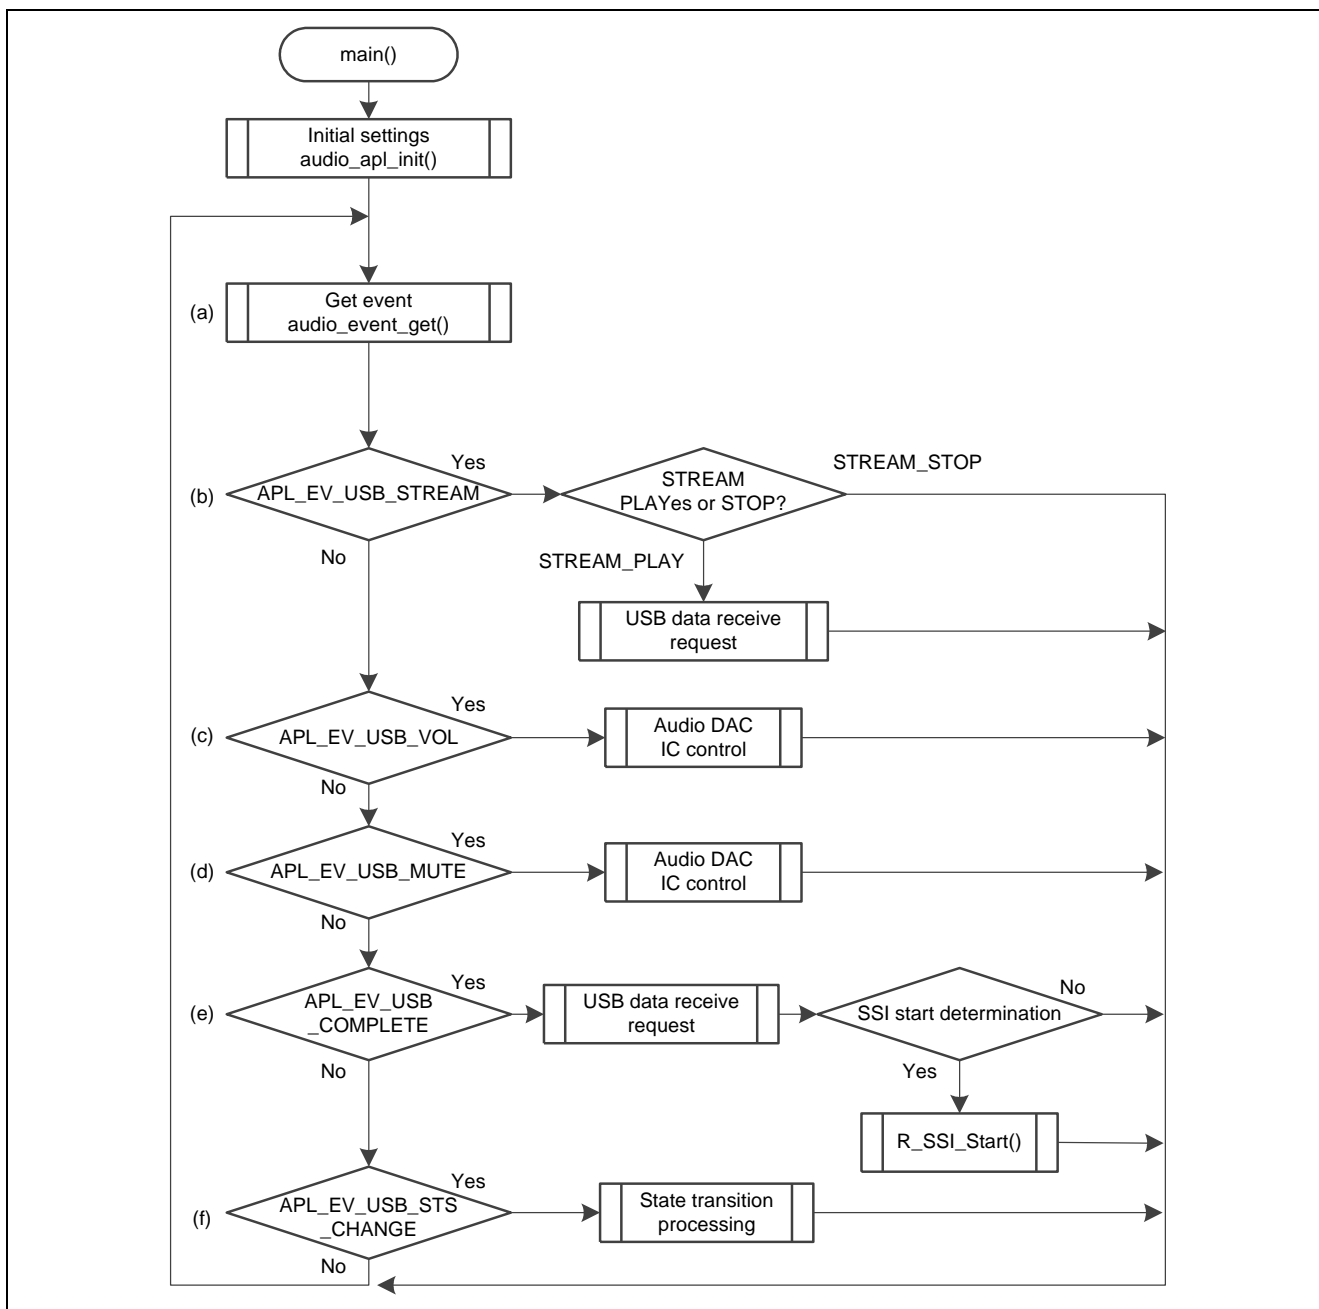 main()
Initial settings
audio_apl_init()
(a)
Get event
audio_event_get()
(b)
APL_EV_USB_STREAM
Yes
No
STREAM
PLAYes or STOP?
STREAM_STOP
STREAM_PLAY
USB data receive
request
(c)
APL_EV_USB_VOL
Yes
No
Audio DAC
IC control
(d)
APL_EV_USB_MUTE
Yes
No
Audio DAC
IC control
(e)
APL_EV_USB
_COMPLETE
Yes
No
USB data receive
request
SSI start determination
No
Yes
R_SSI_Start()
(f)
APL_EV_USB_STS
_CHANGE
Yes
No
State transition
processing